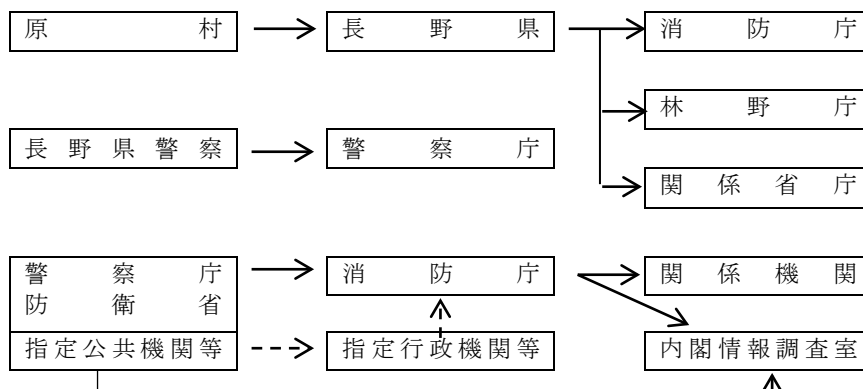 原村
長野県
消防庁
林野庁
長野県警察
警察庁
関係省庁
警察庁
防衛省
消防庁
関係機関
指定公共機関等
指定行政機関等
内閣情報調査室